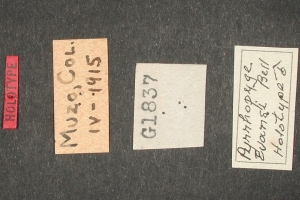 HOLOTYPE
Muzo, Col.
IV-1915
G1837
Pyrrhopyge
Evansi Bell
Holotype ♂